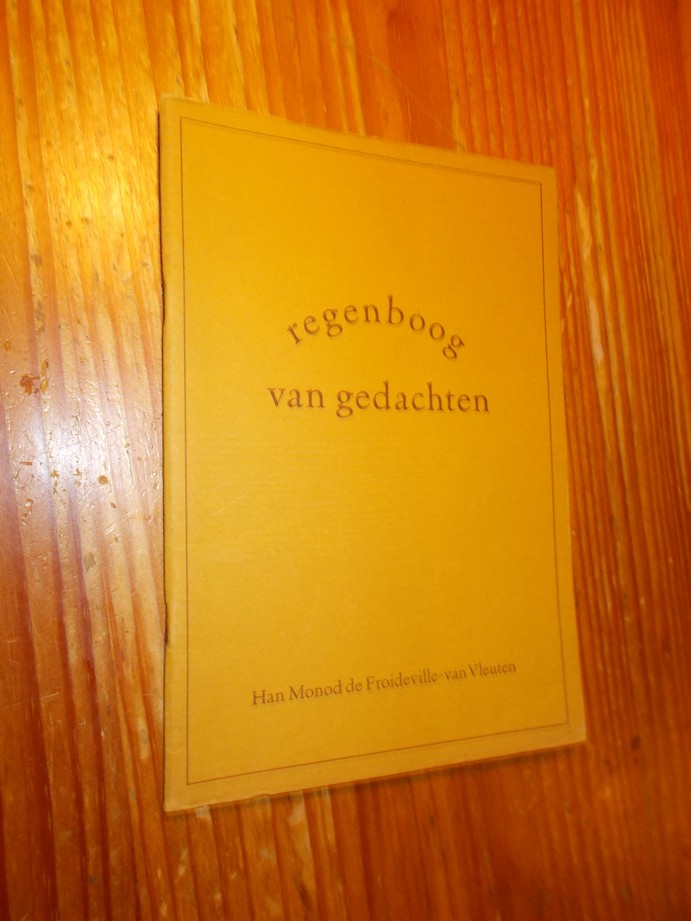 regenboog
van gedachten
Han Monod de Froideville-van Vleuten